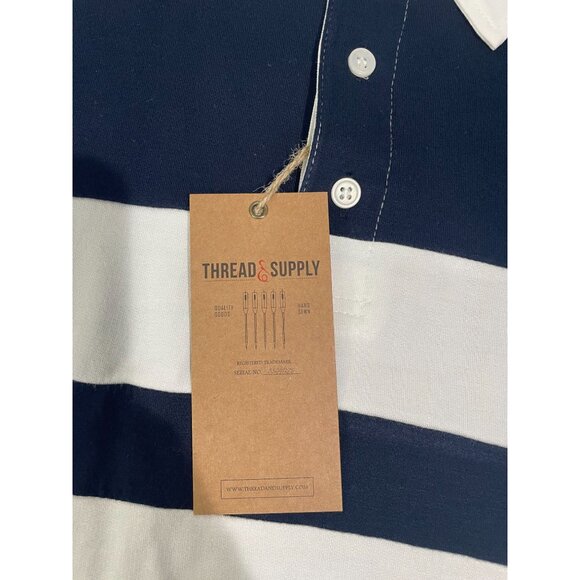 THREAD & SUPPLY
QUALITY GOODS
HAND SEWN
REGISTERED TRADEMARK
SERIAL NO.
WWW.THREADANDSUPPLY.COM